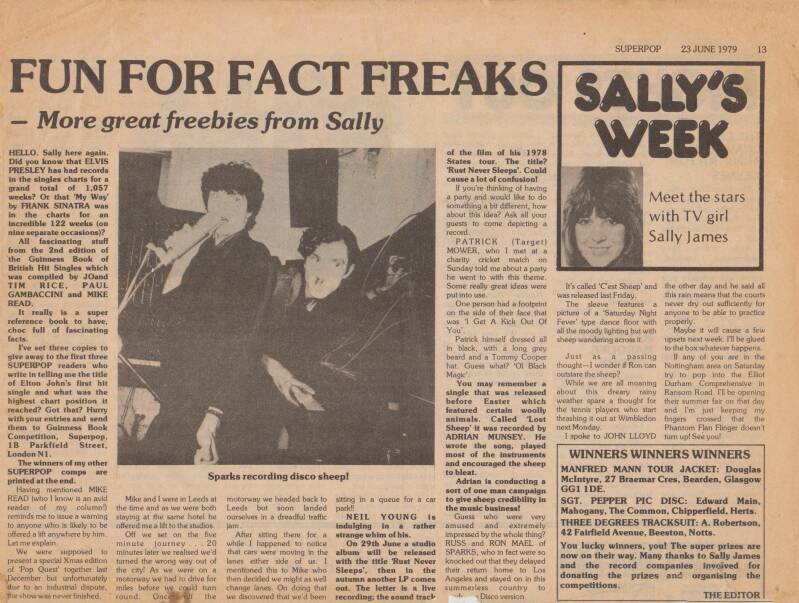 SUPERPOP 23 JUNE 1979 13
FUN FOR FACT FREAKS
– More great freebies from Sally
HELLO. Sally here again.
Did you know that ELVIS
PRESLEY has had records
in the singles charts for a
grand total of 1,057
weeks? Or that 'My Way'
by FRANK SINATRA was
in the charts for an
incredible 122 weeks (on
nine separate occasions)?
All fascinating stuff
from the 2nd edition of
the Guinness Book of
British Hit Singles which
was compiled by JOand
TIM RICE, PAUL
GAMBACCINI and MIKE
READ.
It really is a super
reference book to have,
choc full of fascinating
facts.
I've set three copies to
give away to the first three
SUPERPOP readers who
write in telling me the title
of Elton John's first hit
single and what was the
highest chart position it
reached? Got that? Hurry
with your entries and send
them to Guinness Book
Competition, Superpop,
1B Parkfield Street,
London N1.
The winners of my other
SUPERPOP comps are
printed at the end.
Having mentioned MIKE
READ (who I know is an avid
reader of my column!)
reminds me to issue a warning
to anyone who is likely to be
offered a lift anywhere by him.
Let me explain.
We were supposed to
present a special Xmas edition
of 'Pop Quest' together last
December but unfortunately
due to an industrial dispute,
the show was never finished.
Sparks recording disco sheep!
Mike and I were in Leeds at
the time and as we were both
staying at the same hotel he
offered me a lift to the studios.
Off we set on the five
minute journey . . . 20
minutes later we realised we'd
turned the wrong way out of
the city! As we were on a
motorway we had to drive for
miles before we could turn
round. Once the
motorway we headed back to
Leeds but soon landed
ourselves in a dreadful traffic
jam.
After sitting there for a
while I happened to notice
that cars were moving in the
lanes either side of us. I
mentioned this to Mike who
then decided we might as well
change lanes. On doing that
we discovered that we'd been
sitting in a queue for a car
park!!
NEIL YOUNG is
indulging in a rather
strange whim of his.
On 29th June a studio
album will be released
with the title 'Rust Never
Sleeps', then in the
autumn another LP comes
out. The letter is a live
recording; the sound track
of the film of his 1978
States tour. The title?
'Rust Never Sleeps'. Could
cause a lot of confusion!
If you're thinking of having
a party and would like to do
something a bit different, how
about this idea? Ask all your
guests to come depicting a
record.
PATRICK (Target)
MOWER, who I met at a
charity cricket match on
Sunday told me about a party
he went to with this theme.
Some really great ideas were
put into use.
One person had a footprint
on the side of their face that
was 'I Get A Kick Out Of
You'.
Patrick himself dressed all
in black, with a long grey
beard and a Tommy Cooper
hat. Guess what? 'Ol Black
Magic'.
You may remember a
single that was released
before Easter which
featured certain woolly
animals. Called 'Lost
Sheep' it was recorded by
ADRIAN MUNSEY. He
wrote the song, played
most of the instruments
and encouraged the sheep
to bleat.
Adrian is conducting a
sort of one man campaign
to give sheep credibility in
the music business!
Guess who were very
amused and extremely
impressed by the whole thing?
RUSS and RON MAEL of
SPARKS, who in fact were so
knocked out that they delayed
their return home to Los
Angeles and stayed on in this
summerless country to
Disco version.
SALLY'S
WEEK
Meet the stars
with TV girl
Sally James
It's called 'C'est Sheep' and
was released last Friday.
The sleeve features a
picture of a 'Saturday Night
Fever' type dance floor with
all the moody lighting but with
sheep wandering across it.
Just as a passing
thought—I wonder if Ron can
outstare the sheep?
While we are all moaning
about this dreary rainy
weather spare a thought for
the tennis players who start
thrashing it out at Wimbledon
next Monday.
I spoke to JOHN LLOYD
the other day and he said all
this rain means that the courts
never dry out sufficiently for
anyone to be able to practice
properly.
Maybe it will cause a few
upsets next week. I'll be glued
to the box whatever happens.
If any of you are in the
Nottingham area on Saturday
try to pop into the Elliot
Durham Comprehensive in
Ransom Road. I'll be opening
their summer fair on that day
and I'm just keeping my
fingers crossed that the
Phantom Flan Flinger doesn't
turn up! See you!
WINNERS WINNERS WINNERS
MANFRED MANN TOUR JACKET: Douglas
McIntyre, 27 Braemar Cres, Bearden, Glasgow
GG1 1DE.
SGT. PEPPER PIC DISC: Edward Main,
Mahogany, The Common, Chipperfield, Herts.
THREE DEGREES TRACKSUIT: A. Robertson,
42 Fairfield Avenue, Beeston, Notts.
You lucky winners, you! The super prizes are
now on their way. Many thanks to Sally James
and the record companies involved for
donating the prizes and organising the
competitions.
THE EDITOR